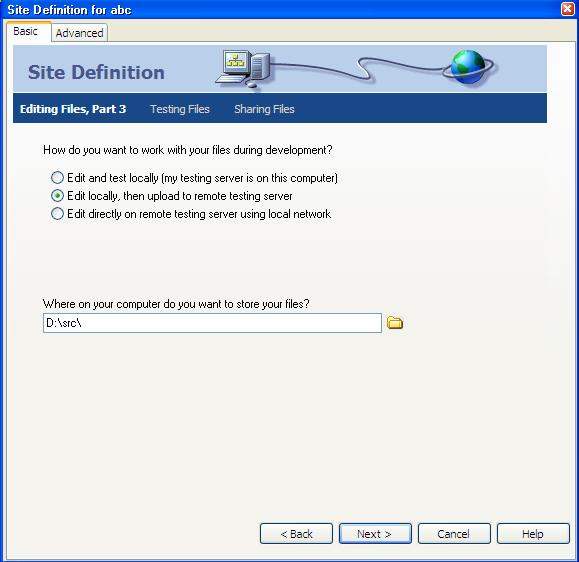 Site Definition for abc
Basic
Advanced
Site Definition
Editing Files, Part 3 Testing Files Sharing Files
How do you want to work with your files during development?
Edit and test locally (my testing server is on this computer)
Edit locally, then upload to remote testing server
Edit directly on remote testing server using local network
Where on your computer do you want to store your files?
D:\src\
< Back Next > Cancel Help